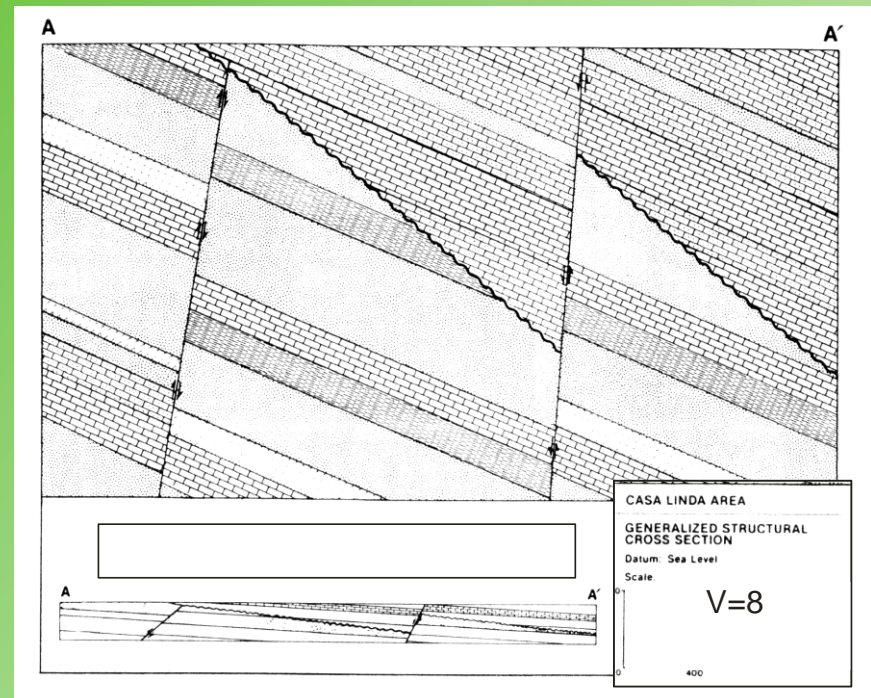 A A′
A A′
CASA LINDA AREA
GENERALIZED STRUCTURAL
CROSS SECTION
Datum: Sea Level
Scale.
0
V=8
0 400